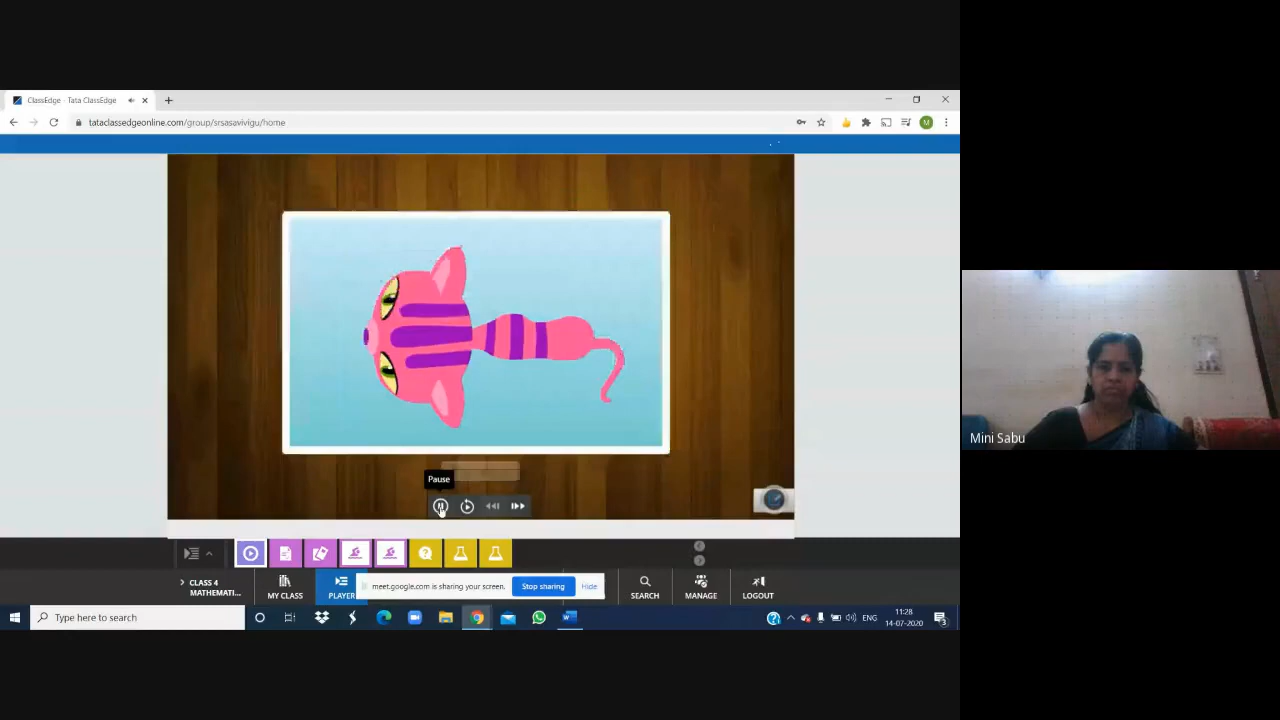 ClassEdge - Tata ClassEdge
tataclassedgeonline.com/group/srsasavivigu/home
M
Pause
Mini Sabu
CLASS 4
MATHEMATI...
MY CLASS
PLAYER
meet.google.com is sharing your screen.
Stop sharing
Hide
SEARCH
MANAGE
LOGOUT
Type here to search
ENG
11:28
14-07-2020
3